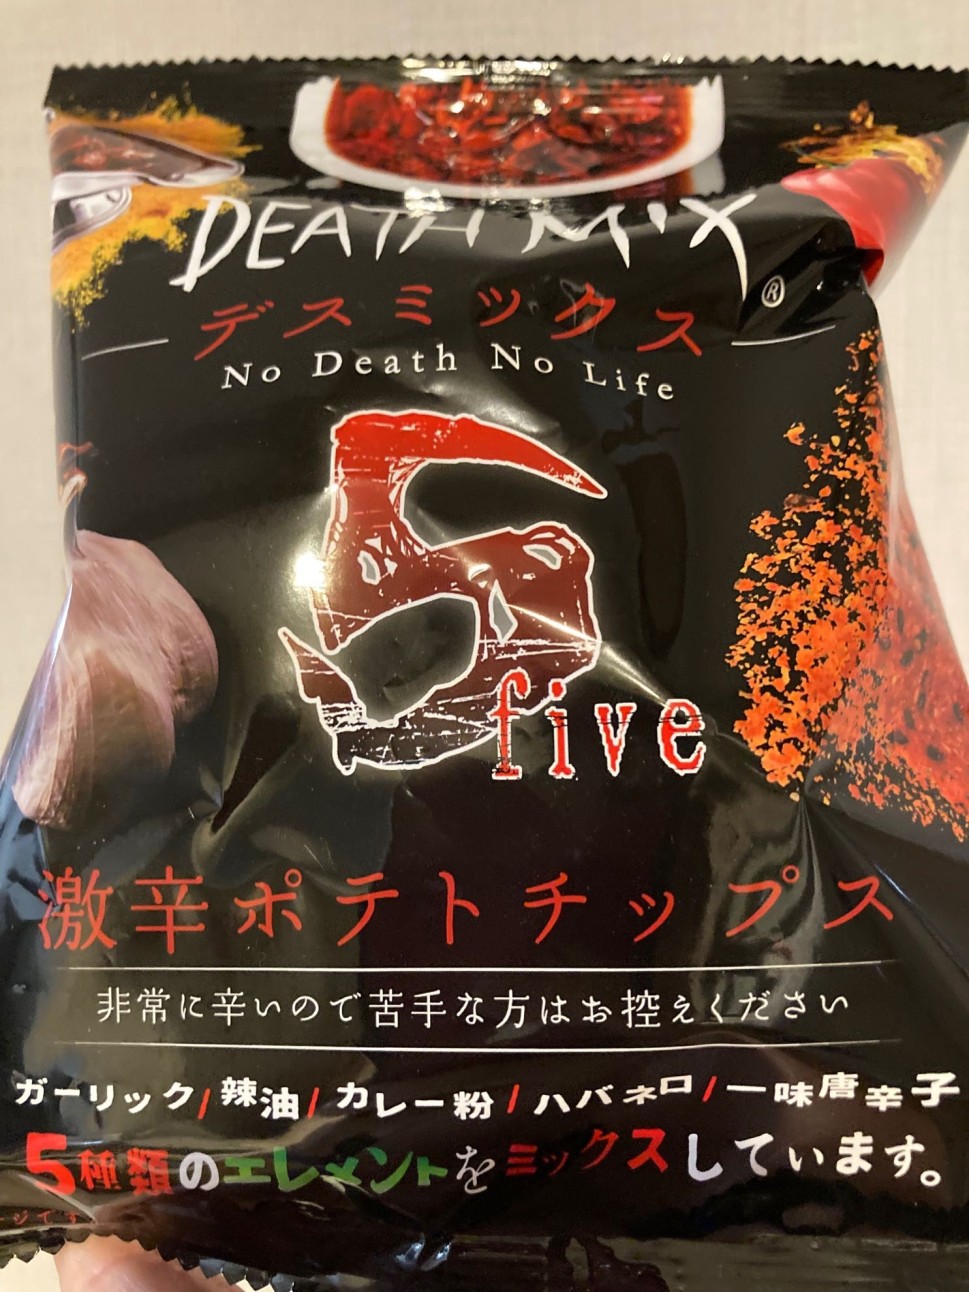 DEATH MIX
®
デスミックス
No Death No Life
5
five
激辛ポテトチップス
非常に辛いので苦手な方はお控えください
ガーリック/辣油/カレー粉/ハバネロ/一味唐辛子
5種類のエレメントをミックスしています。
ージです